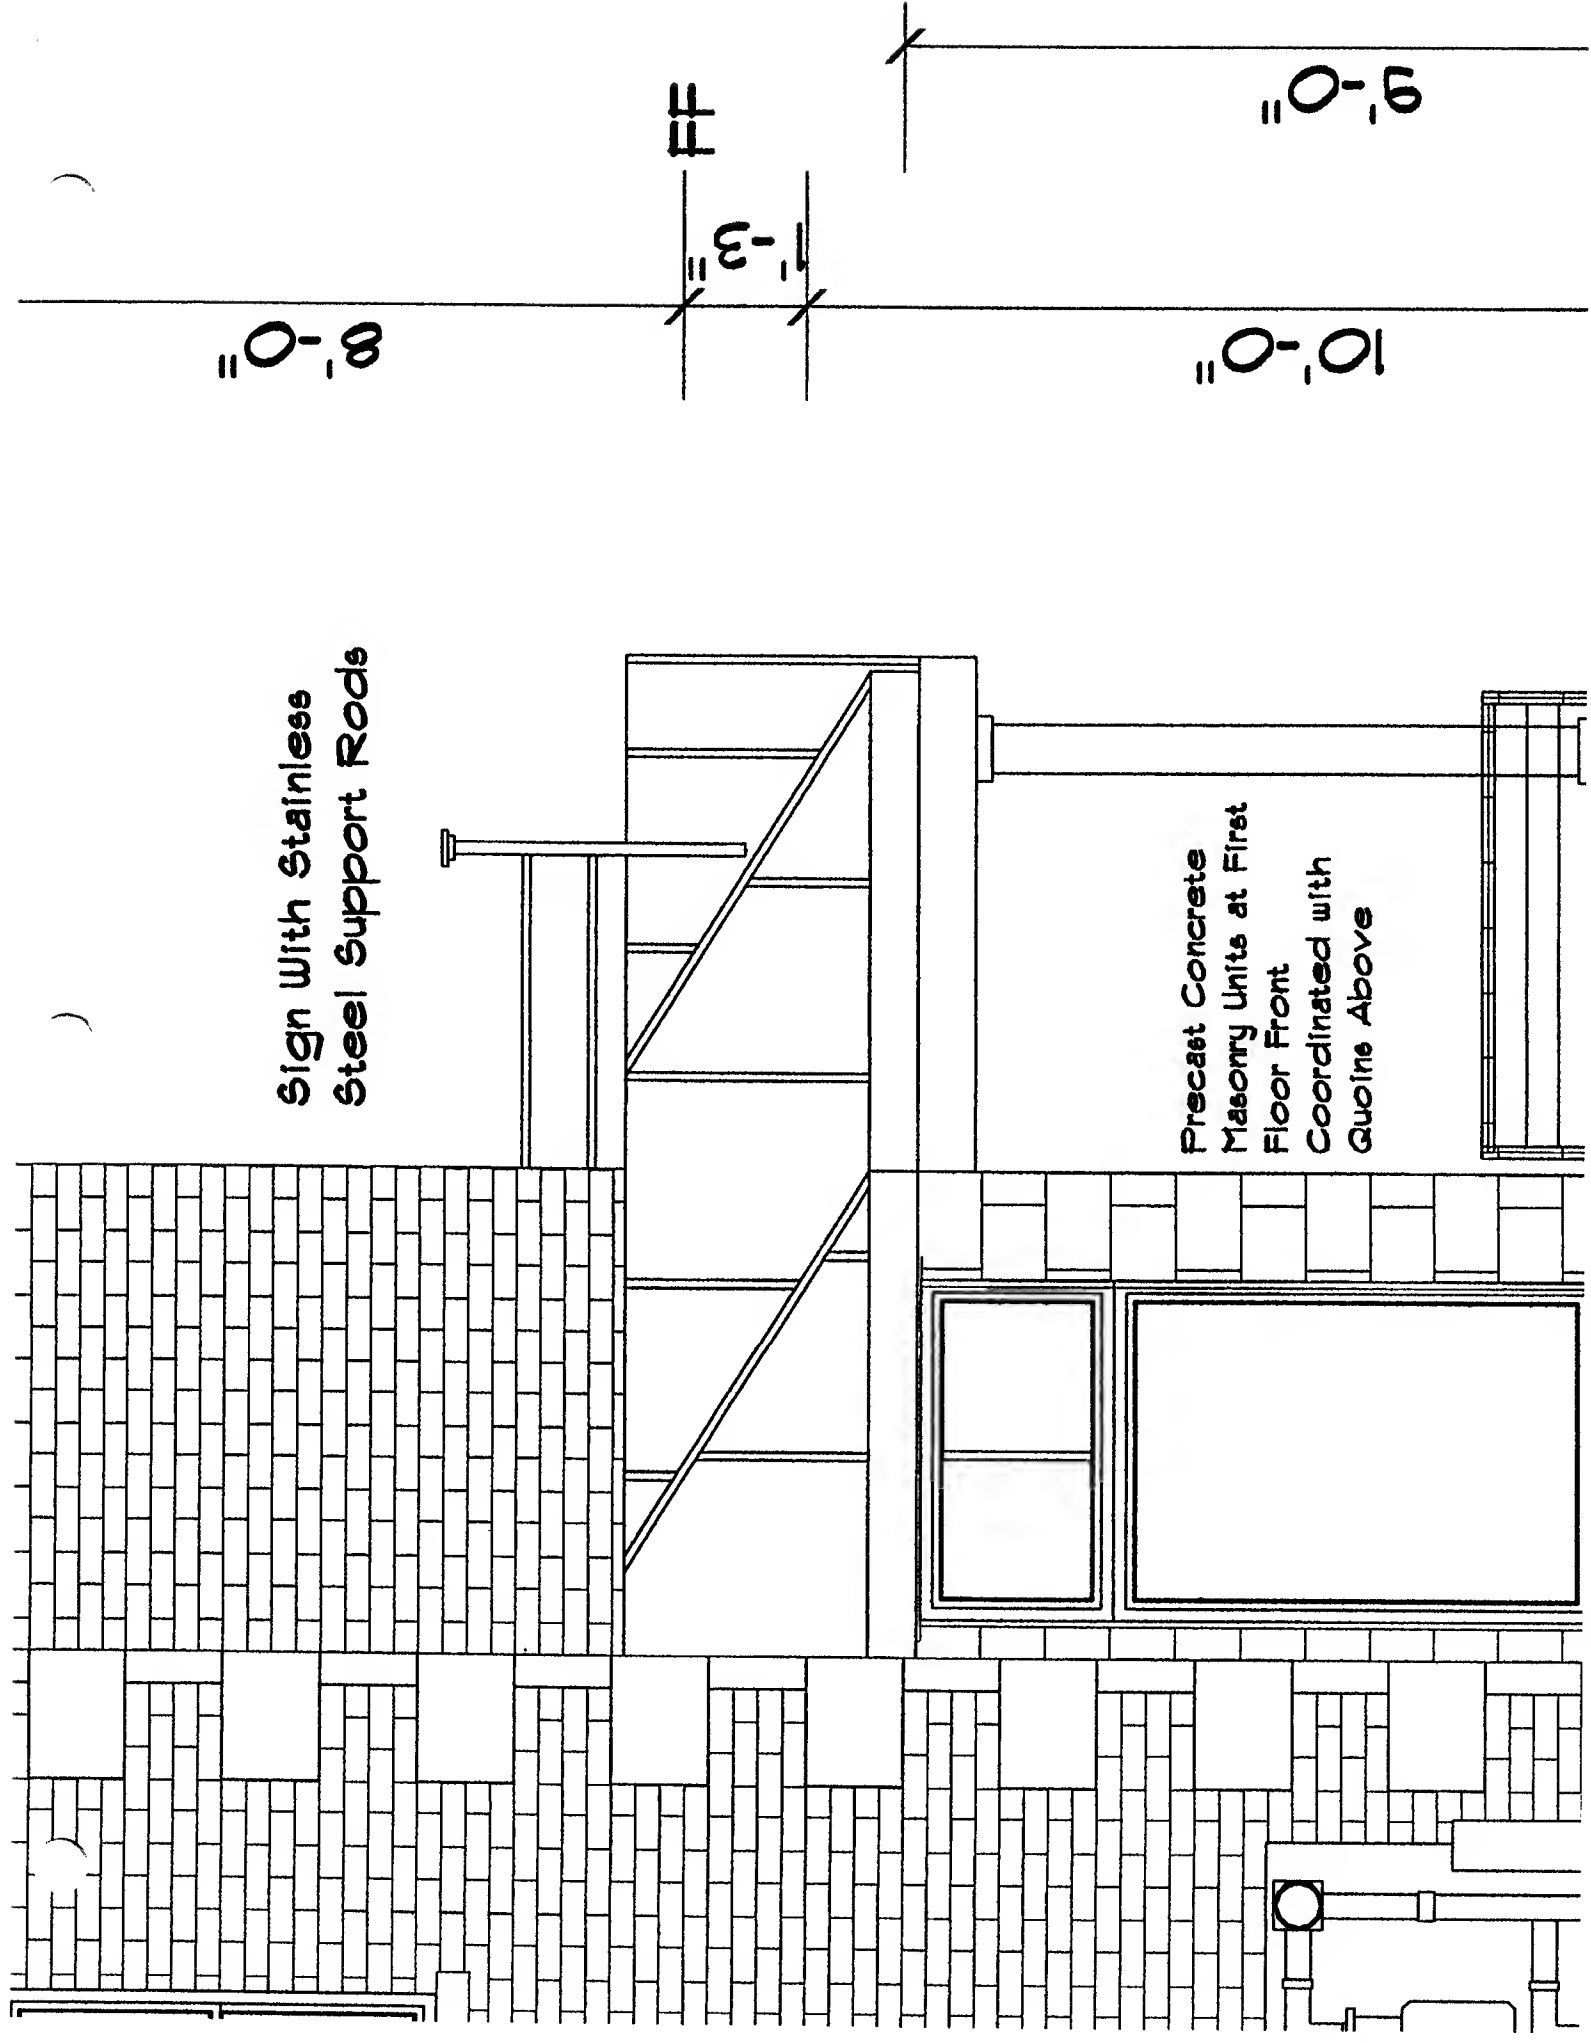 Sign With Stainless
Steel Support Rods
Precast Concrete
Masonry Units at First
Floor Front
Coordinated with
Quoins Above
8'-0"
1'-3"
10'-0"
FF
9'-0"